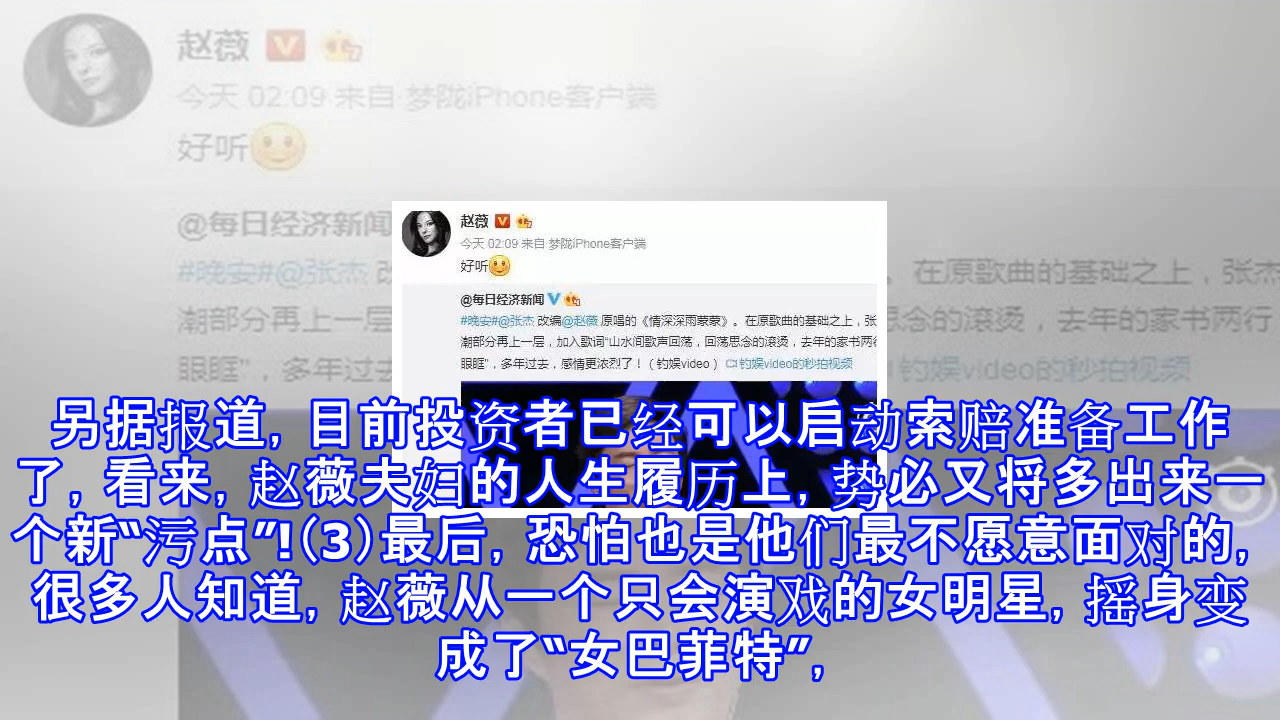 赵薇
今天 02:09 来自 梦陇iPhone客户端
好听
@每日经济新闻
#晚安#@张杰 改
。在原歌曲的基础之上，张杰
潮部分再上一层
思念的滚烫，去年的家书两行
眼眶”，多年过去
钓娱video的秒拍视频
赵薇
今天 02:09 来自 梦陇iPhone客户端
好听
@每日经济新闻
#晚安#@张杰 改编@赵薇 原唱的《情深深雨蒙蒙》。在原歌曲的基础之上，张
潮部分再上一层，加入歌词“山水间歌声回荡，回荡思念的滚烫，去年的家书两行
眼眶”，多年过去，感情更浓烈了！（钓娱video） 钓娱video的秒拍视频
另据报道，目前投资者已经可以启动索赔准备工作
了，看来，赵薇夫妇的人生履历上，势必又将多出来一
个新“污点”！（3）最后，恐怕也是他们最不愿意面对的，
很多人知道，赵薇从一个只会演戏的女明星，摇身变
成了“女巴菲特”，